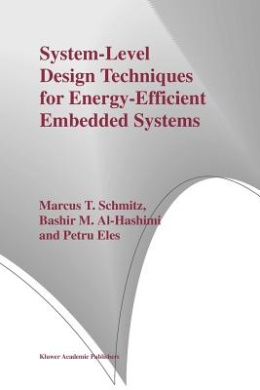 System-Level
Design Techniques
for Energy-Efficient
Embedded Systems
Marcus T. Schmitz,
Bashir M. Al-Hashimi
and Petru Eles
Kluwer Academic Publishers